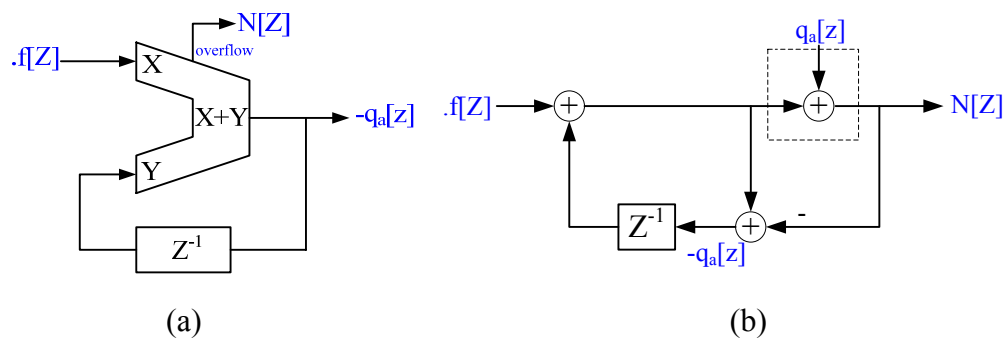 N[Z]
overflow
.f[Z]
X
X+Y
-qa[z]
Y
Z-1
(a)
qa[z]
.f[Z]
+
+
N[Z]
Z-1
+
-
-qa[z]
(b)